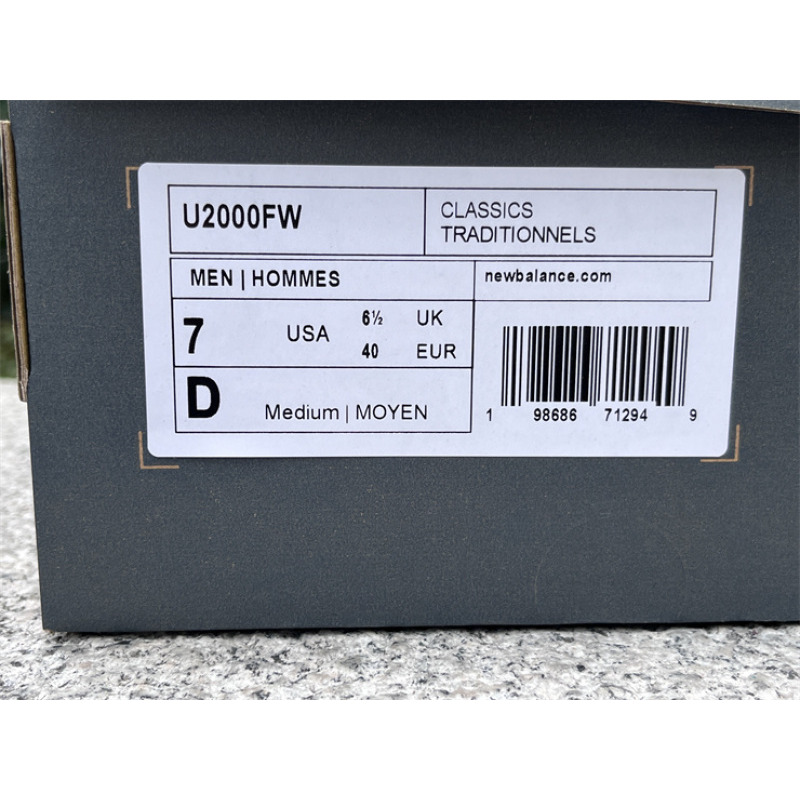 U2000FW
CLASSICS
TRADITIONNELS
MEN | HOMMES
newbalance.com
7 USA 6½ UK
40 EUR
D Medium | MOYEN
1 98686 71294 9